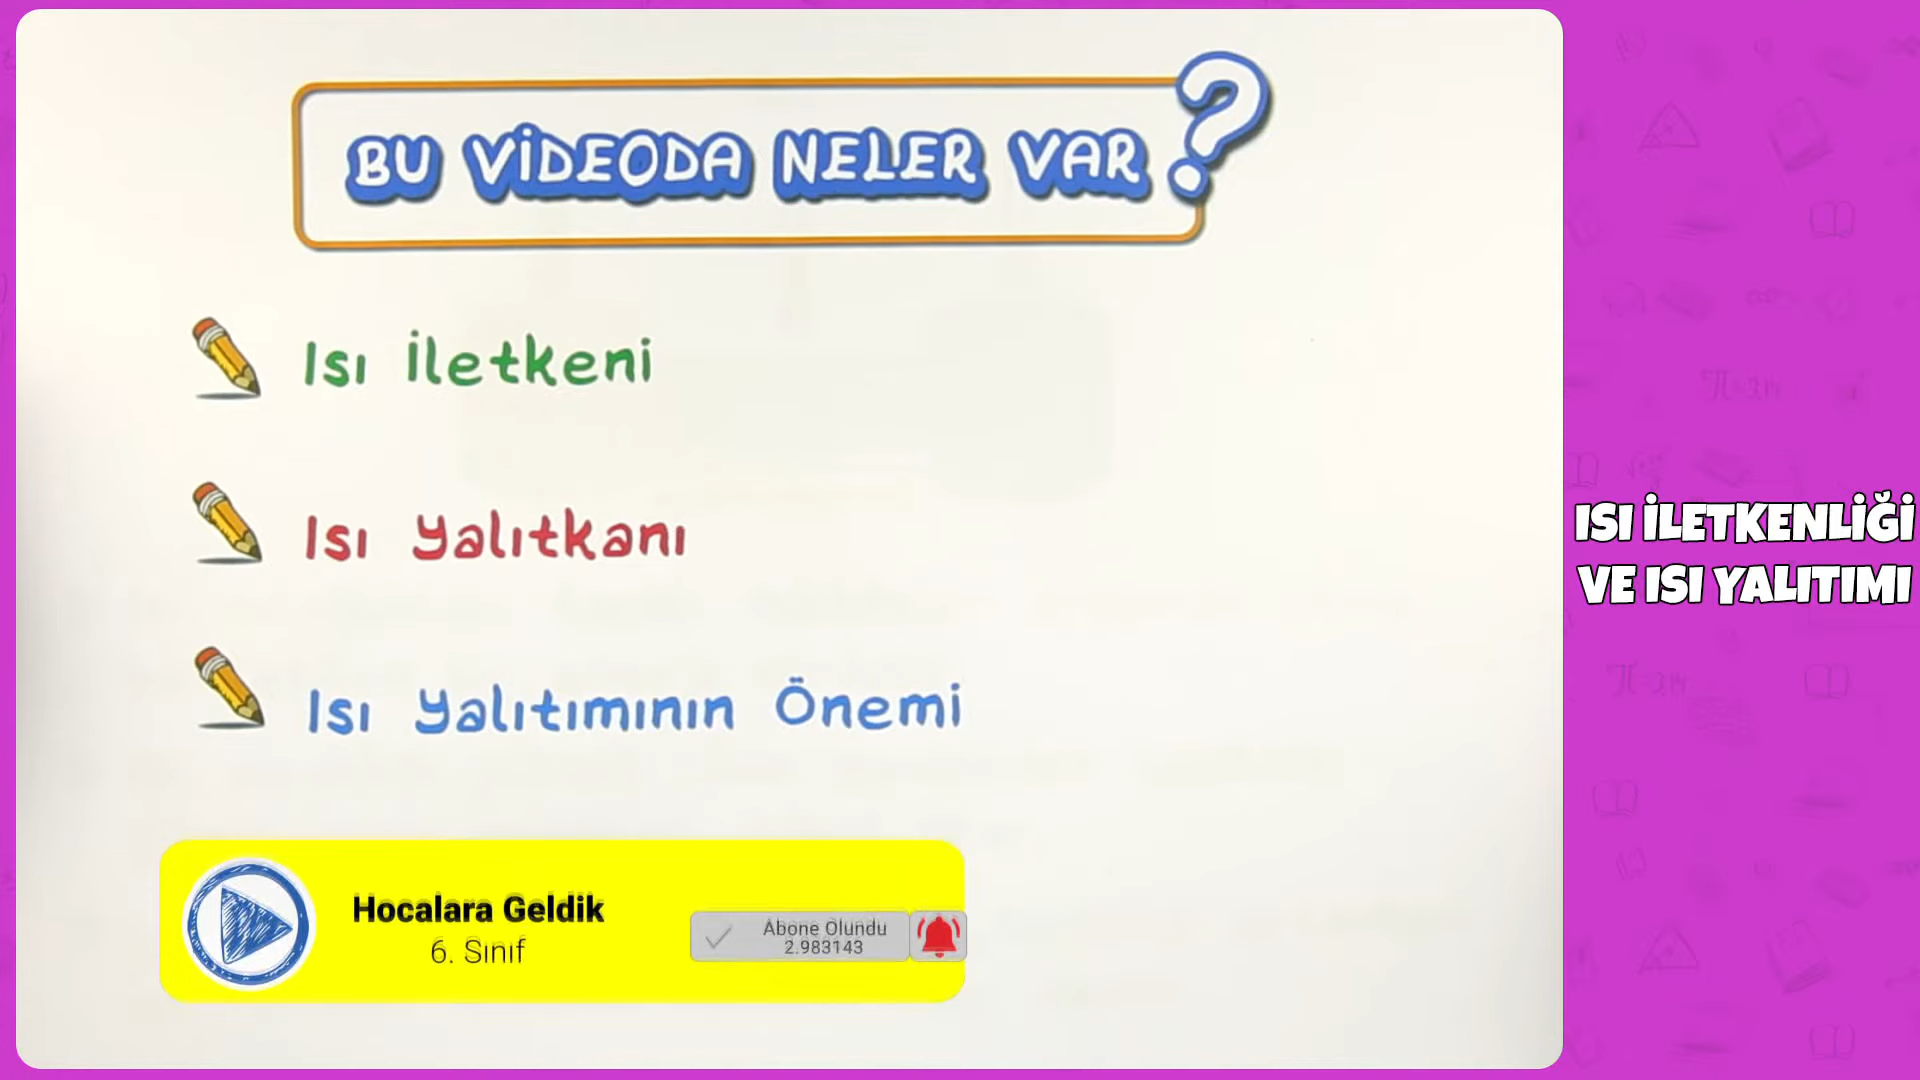 BU VİDEODA NELER VAR?
Isı İletkeni
Isı Yalıtkanı
Isı Yalıtımının Önemi
Hocalara Geldik
6. Sınıf
Abone Olundu
2.983143
ISI İLETKENLİĞİ
VE ISI YALITIMI